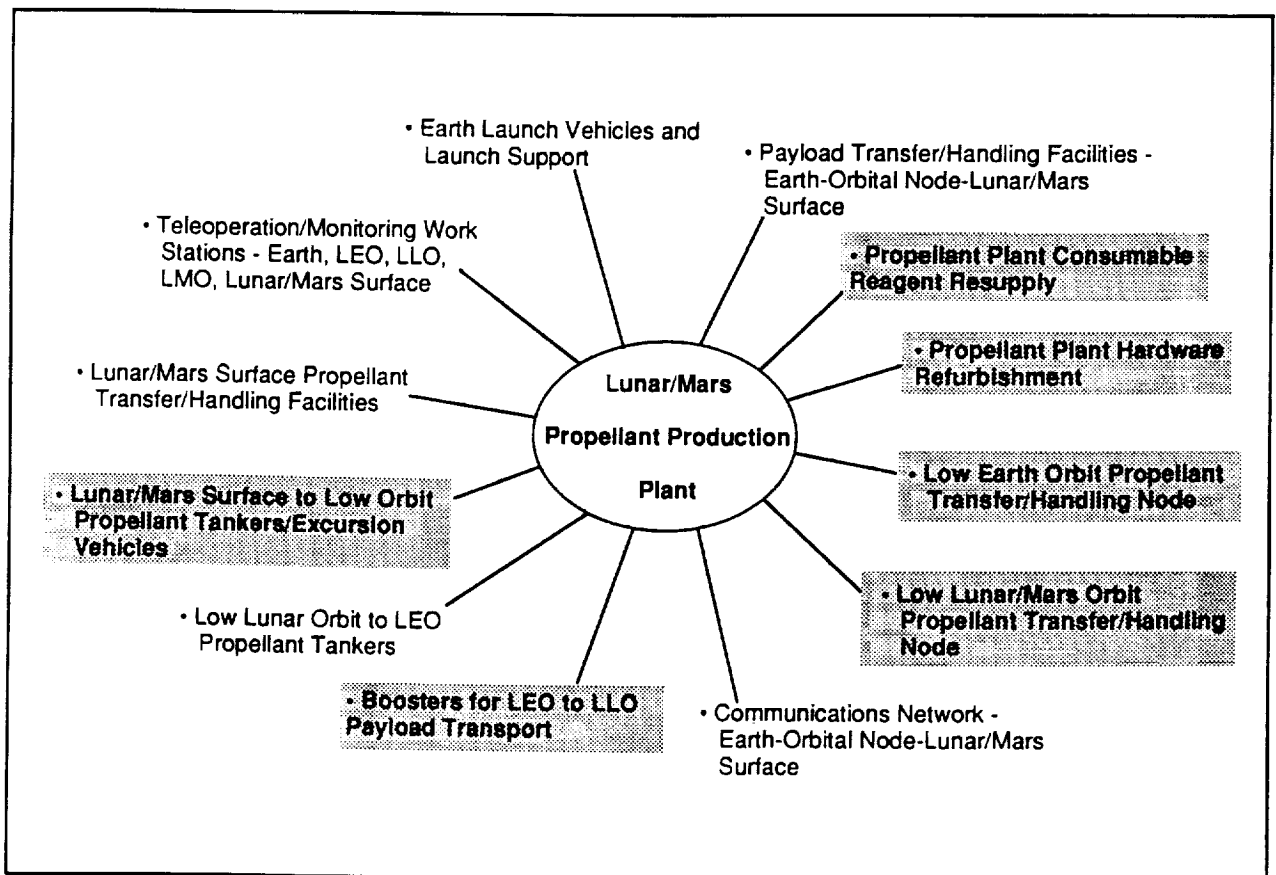 • Earth Launch Vehicles and
Launch Support
• Payload Transfer/Handling Facilities -
Earth-Orbital Node-Lunar/Mars
Surface
• Teleoperation/Monitoring Work
Stations - Earth, LEO, LLO,
LMO, Lunar/Mars Surface
• Propellant Plant Consumable
Reagent Resupply
• Propellant Plant Hardware
Refurbishment
• Lunar/Mars Surface Propellant
Transfer/Handling Facilities
Lunar/Mars
Propellant Production
Plant
• Low Earth Orbit Propellant
Transfer/Handling Node
• Lunar/Mars Surface to Low Orbit
Propellant Tankers/Excursion
Vehicles
• Low Lunar/Mars Orbit
Propellant Transfer/Handling
Node
• Low Lunar Orbit to LEO
Propellant Tankers
• Boosters for LEO to LLO
Payload Transport
• Communications Network -
Earth-Orbital Node-Lunar/Mars
Surface